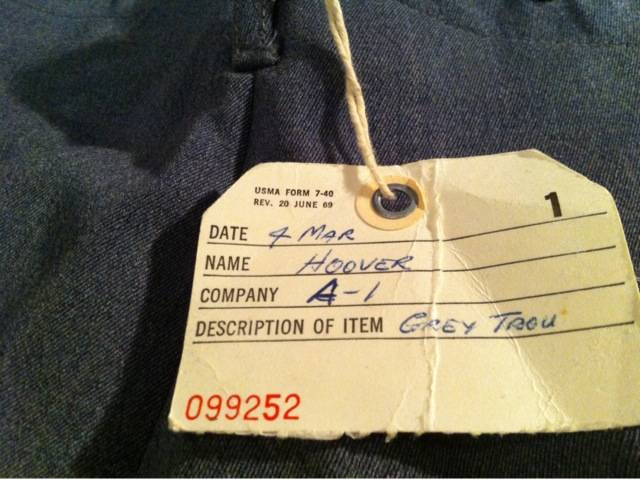 USMA FORM 7-40
REV. 20 JUNE 69
1
DATE 4 MAR
NAME HOOVER
COMPANY A-1
DESCRIPTION OF ITEM GREY TROU
099252